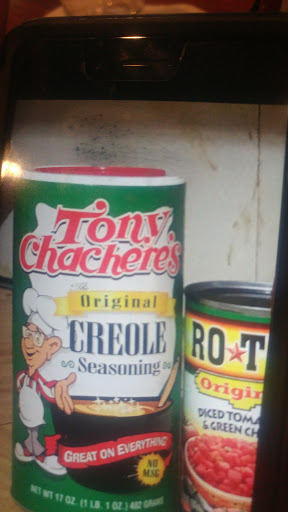 Tony
Chachere's
The
Original
CREOLE
Seasoning
GREAT ON EVERYTHING
NO
MSG
NET WT 17 OZ. (1 LB. 1 OZ.) 482 GRAMS
RO★T
Origin
DICED TOMA
& GREEN CH